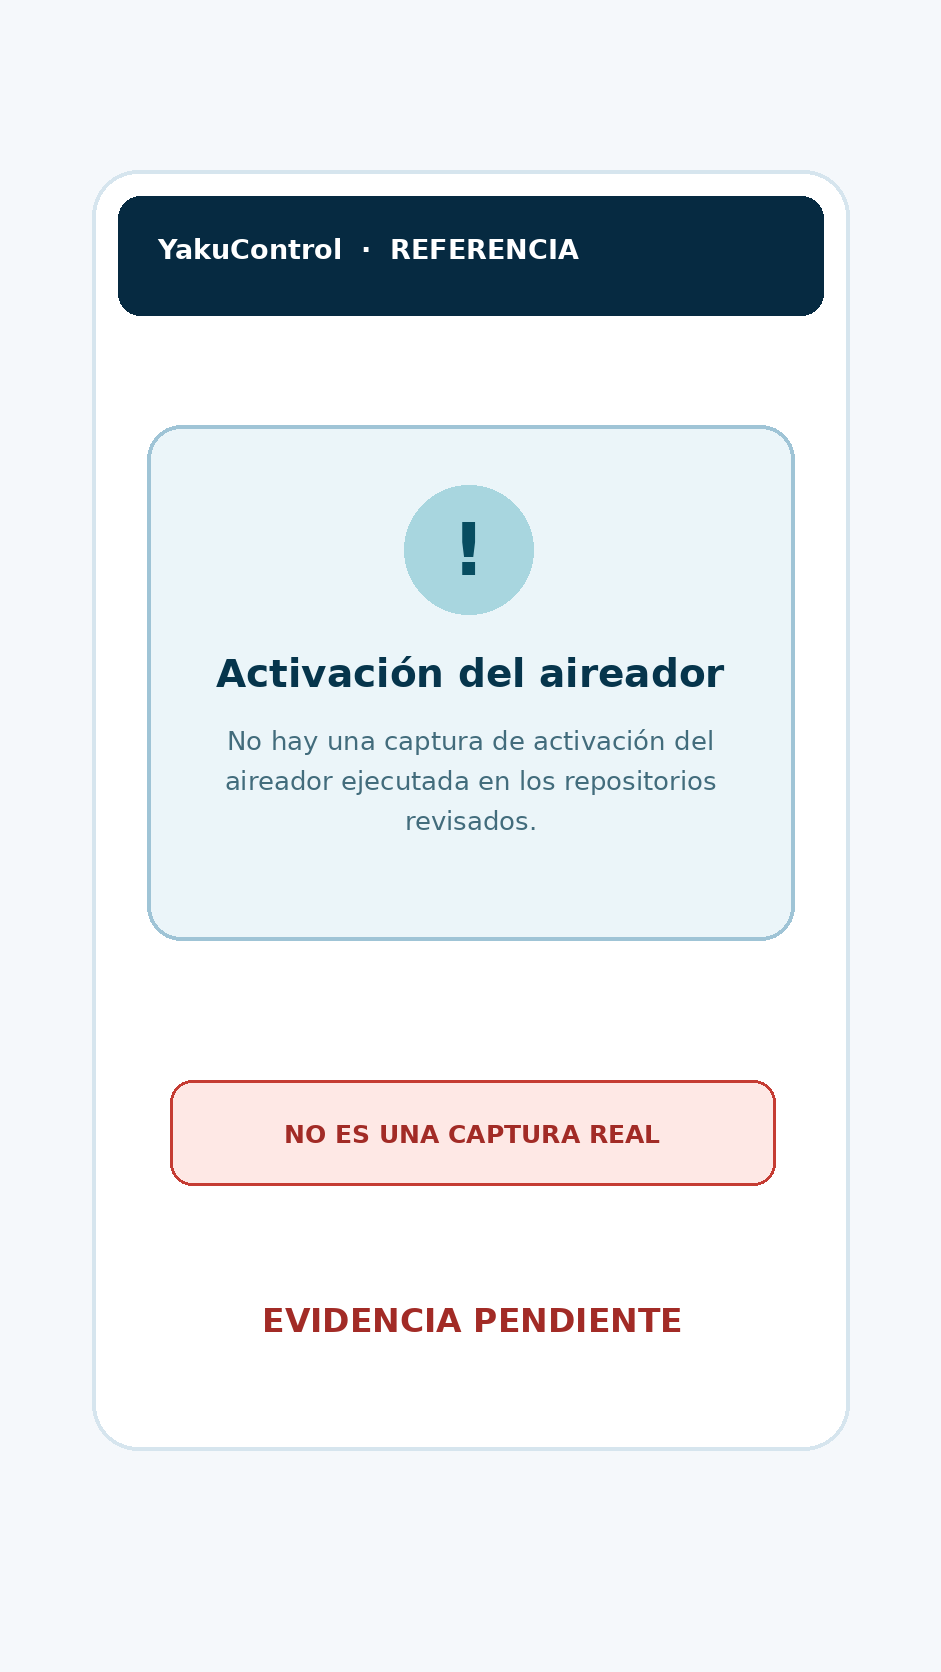 YakuControl · REFERENCIA
!
Activación del aireador
No hay una captura de activación del
aireador ejecutada en los repositorios
revisados.
NO ES UNA CAPTURA REAL
EVIDENCIA PENDIENTE